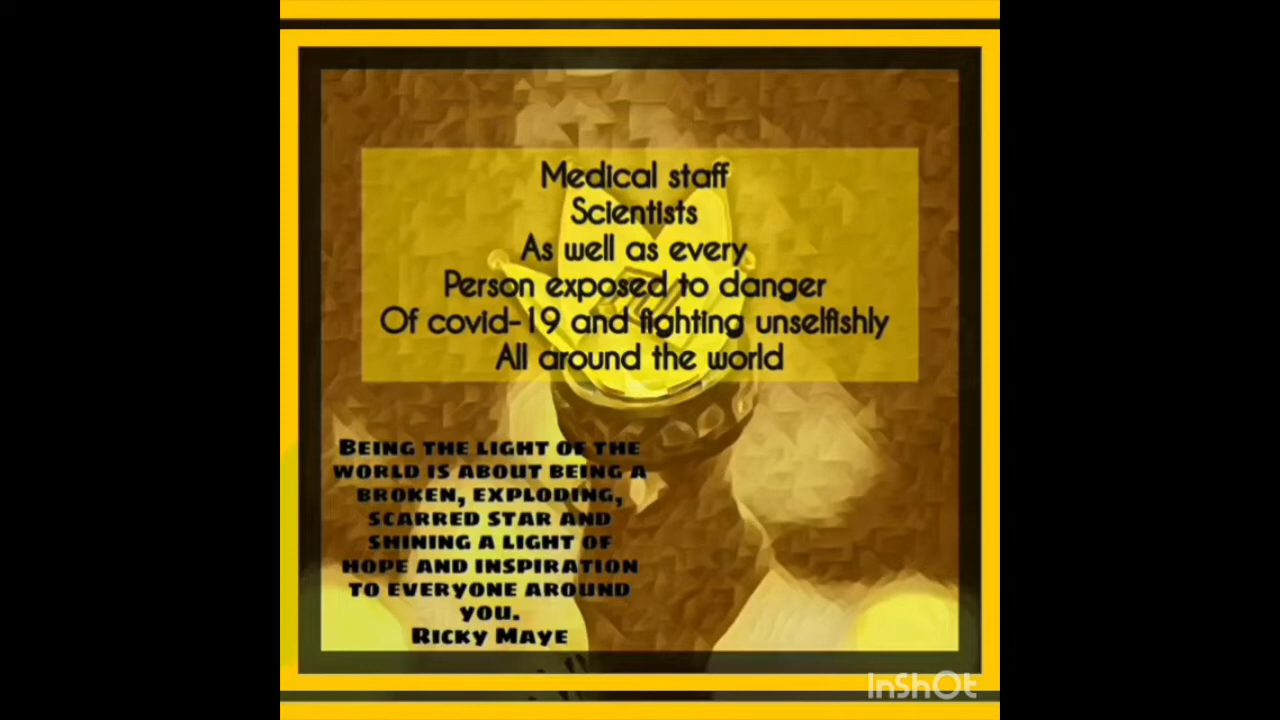 Medical staff
Scientists
As well as every
Person exposed to danger
Of covid-19 and fighting unselfishly
All around the world
BEING THE LIGHT OF THE
WORLD IS ABOUT BEING A
BROKEN, EXPLODING,
SCARRED STAR AND
SHINING A LIGHT OF
HOPE AND INSPIRATION
TO EVERYONE AROUND
YOU.
RICKY MAYE
InShOt